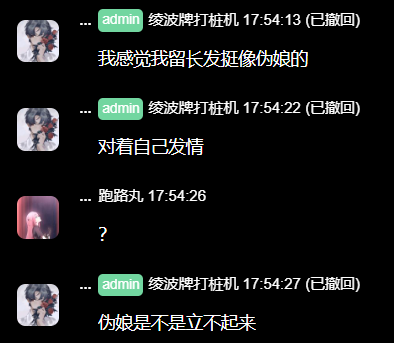 ... admin 绫波牌打桩机 17:54:13 (已撤回)
我感觉我留长发挺像伪娘的
... admin 绫波牌打桩机 17:54:22 (已撤回)
对着自己发情
... 跑路丸 17:54:26
?
... admin 绫波牌打桩机 17:54:27 (已撤回)
伪娘是不是立不起来